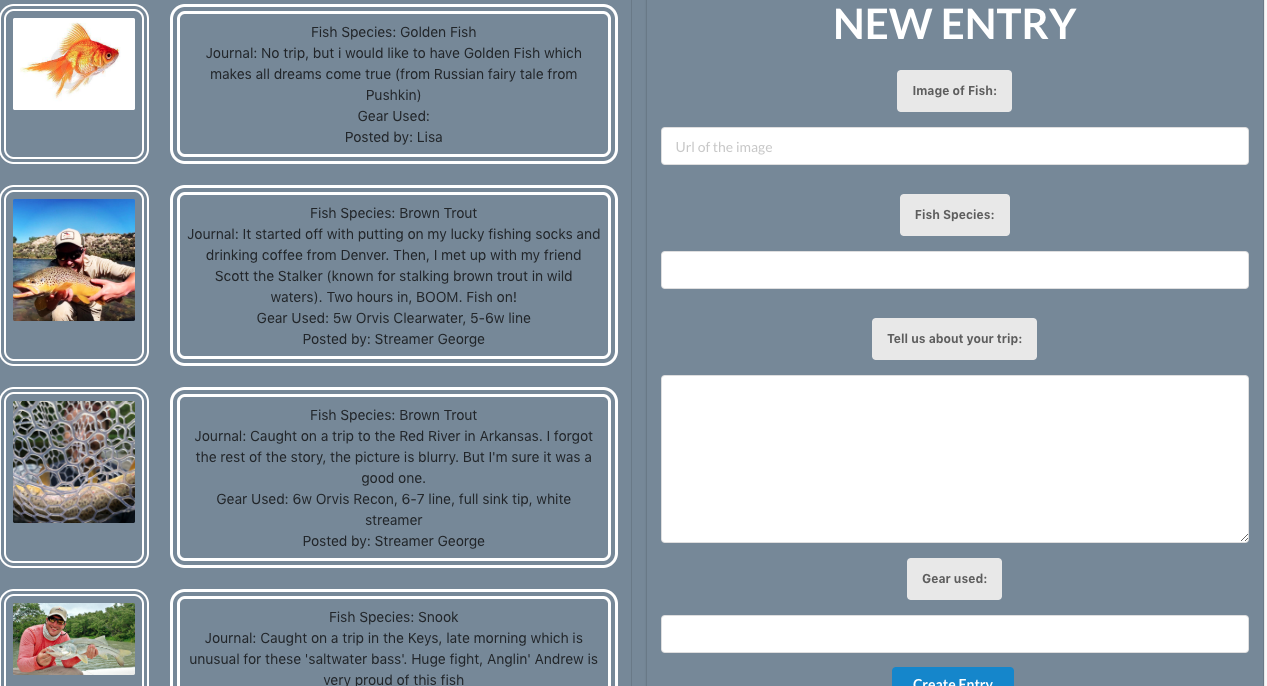 Fish Species: Golden Fish
Journal: No trip, but i would like to have Golden Fish which
makes all dreams come true (from Russian fairy tale from
Pushkin)
Gear Used:
Posted by: Lisa
Fish Species: Brown Trout
Journal: It started off with putting on my lucky fishing socks and
drinking coffee from Denver. Then, I met up with my friend
Scott the Stalker (known for stalking brown trout in wild
waters). Two hours in, BOOM. Fish on!
Gear Used: 5w Orvis Clearwater, 5-6w line
Posted by: Streamer George
Fish Species: Brown Trout
Journal: Caught on a trip to the Red River in Arkansas. I forgot
the rest of the story, the picture is blurry. But I'm sure it was a
good one.
Gear Used: 6w Orvis Recon, 6-7 line, full sink tip, white
streamer
Posted by: Streamer George
Fish Species: Snook
Journal: Caught on a trip in the Keys, late morning which is
unusual for these 'saltwater bass'. Huge fight, Anglin' Andrew is
very proud of this fish
NEW ENTRY
Image of Fish:
Url of the image
Fish Species:
Tell us about your trip:
Gear used:
Create Entry